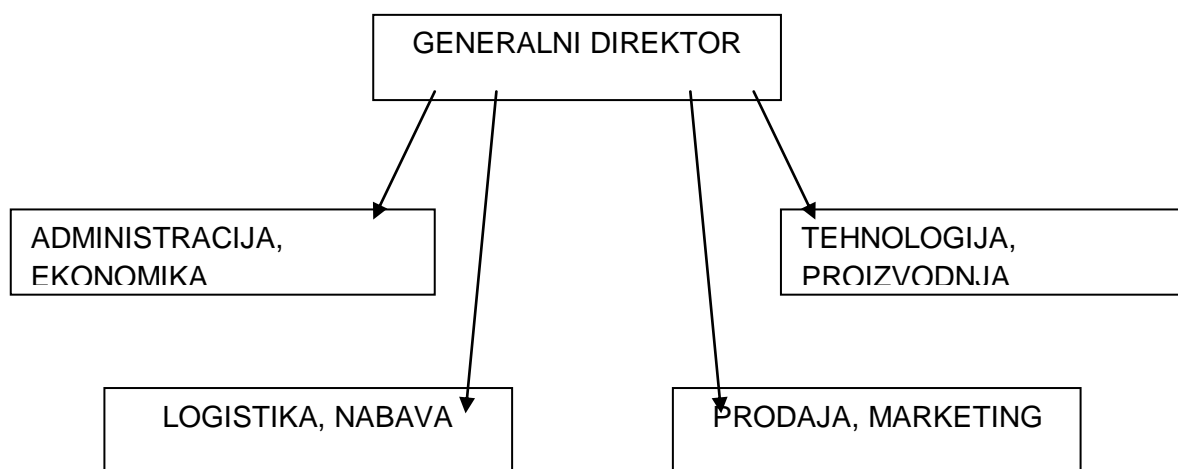 GENERALNI DIREKTOR
ADMINISTRACIJA,
EKONOMIKA
TEHNOLOGIJA,
PROIZVODNJA
LOGISTIKA, NABAVA
PRODAJA, MARKETING